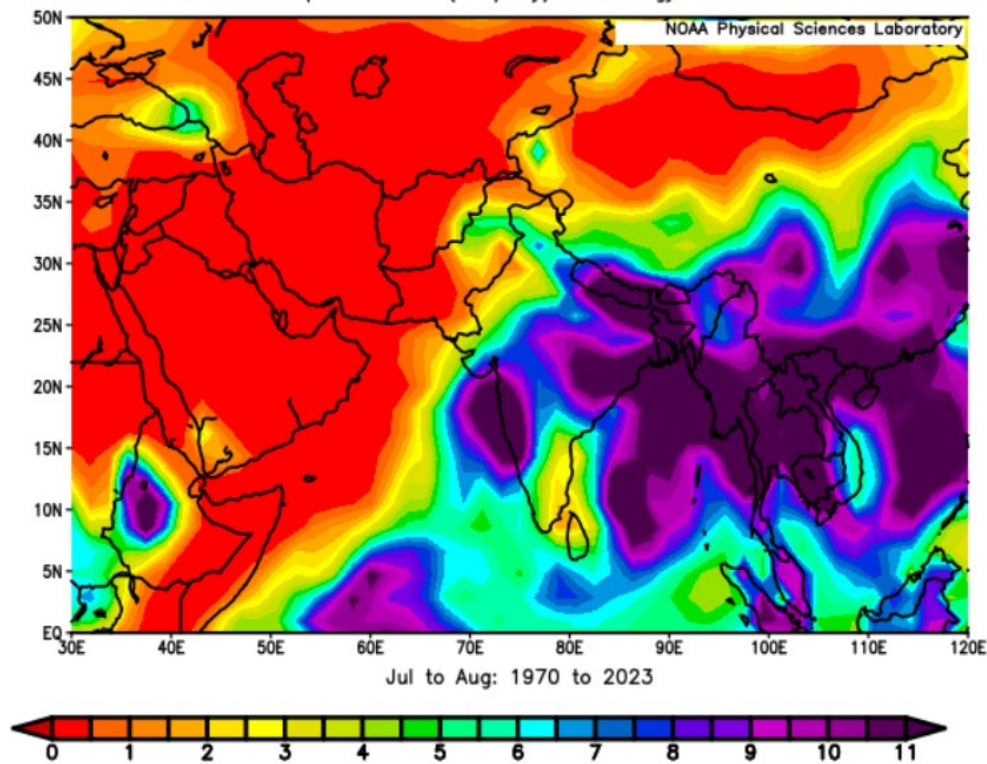 NOAA Physical Sciences Laboratory
50N
45N
40N
35N
30N
25N
20N
15N
10N
5N
EQ
30E 40E 50E 60E 70E 80E 90E 100E 110E 120E
Jul to Aug: 1970 to 2023
0 1 2 3 4 5 6 7 8 9 10 11